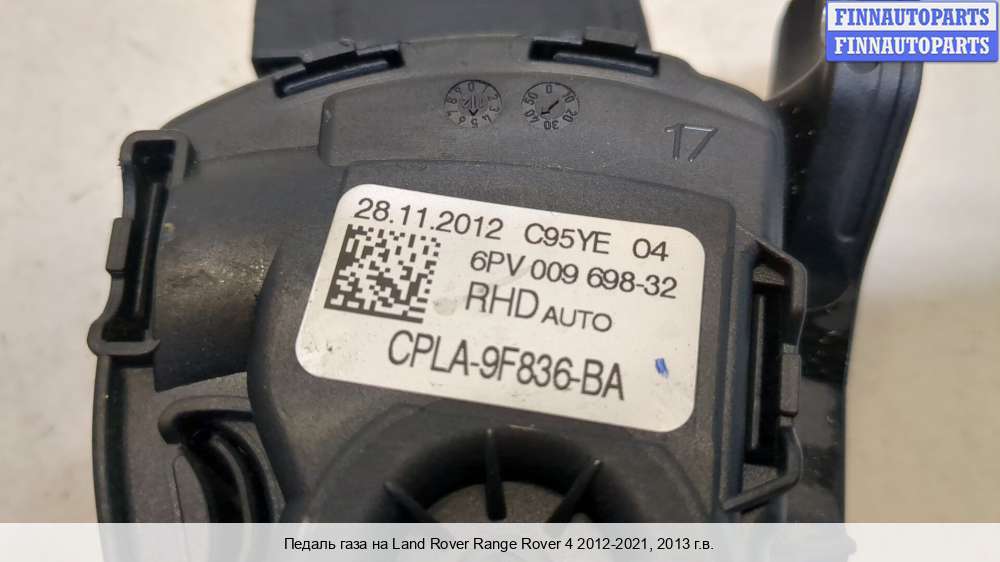 FINNAUTOPARTS
FINNAUTOPARTS
17
28.11.2012 C95YE 04
6PV 009 698-32
RHD AUTO
CPLA-9F836-BA
Педаль газа на Land Rover Range Rover 4 2012-2021, 2013 г.в.